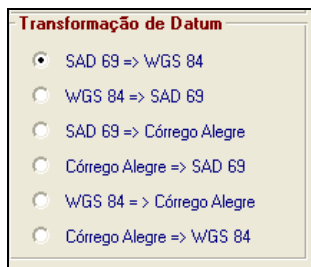 Transformação de Datum
SAD 69 => WGS 84
WGS 84 => SAD 69
SAD 69 => Córrego Alegre
Córrego Alegre => SAD 69
WGS 84 = > Córrego Alegre
Córrego Alegre => WGS 84